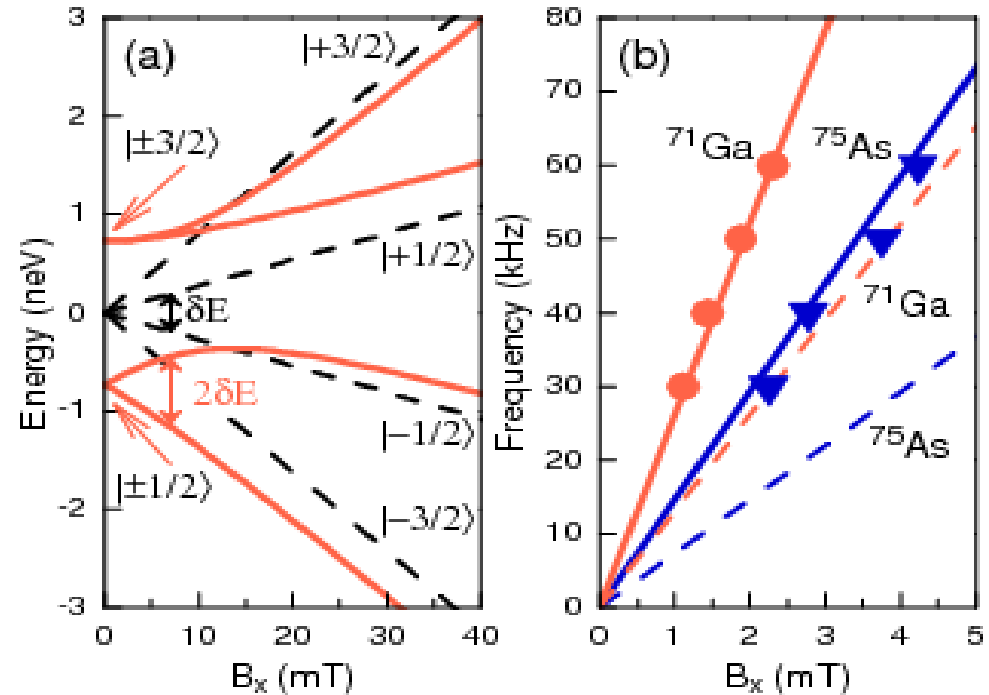 (a)
3
2
1
0
-1
-2
-3
Energy (neV)
0
10
20
30
40
Bₓ (mT)
|+3/2⟩
|±3/2⟩
|+1/2⟩
δE
2δE
|−1/2⟩
|±1/2⟩
|−3/2⟩
(b)
80
70
60
50
40
30
20
10
0
Frequency (kHz)
0
1
2
3
4
5
Bₓ (mT)
⁷¹Ga
⁷⁵As
⁷¹Ga
⁷⁵As